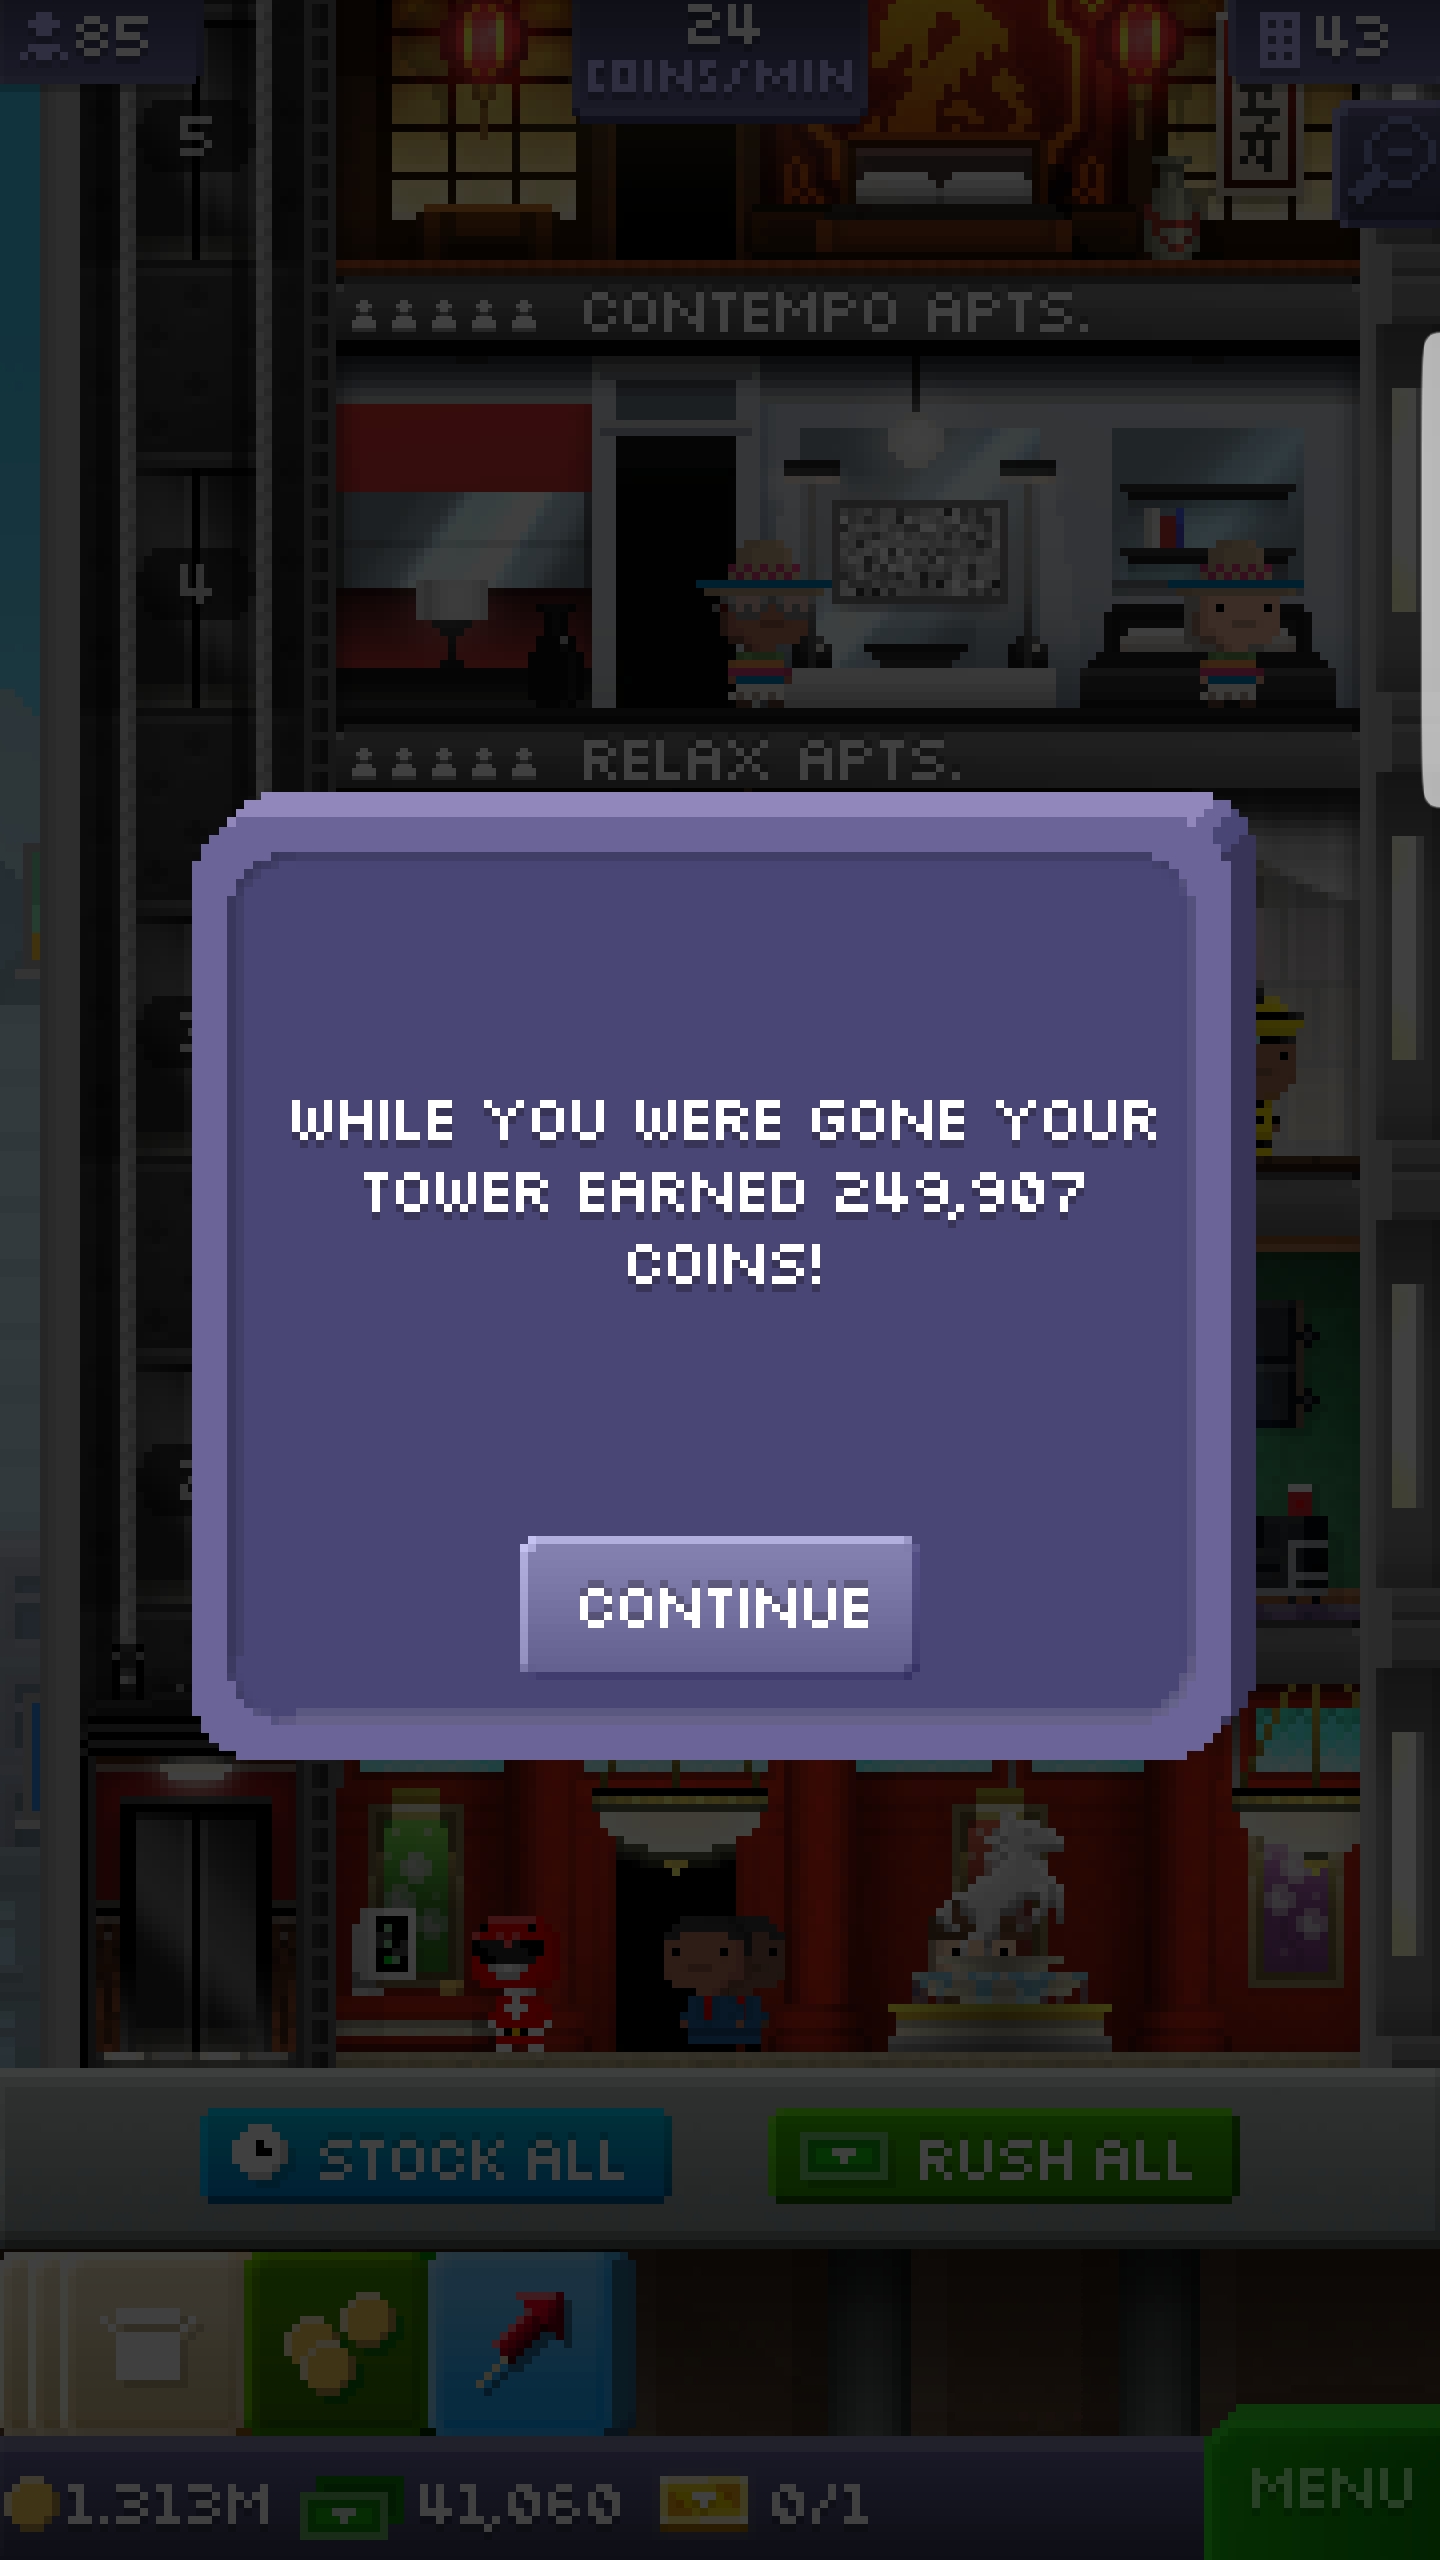 85
24
COINS/MIN
43
5
CONTEMPO APTS.
4
RELAX APTS.
WHILE YOU WERE GONE YOUR
TOWER EARNED 249,907
COINS!
CONTINUE
STOCK ALL
RUSH ALL
1.313M
41,060
0/1
MENU